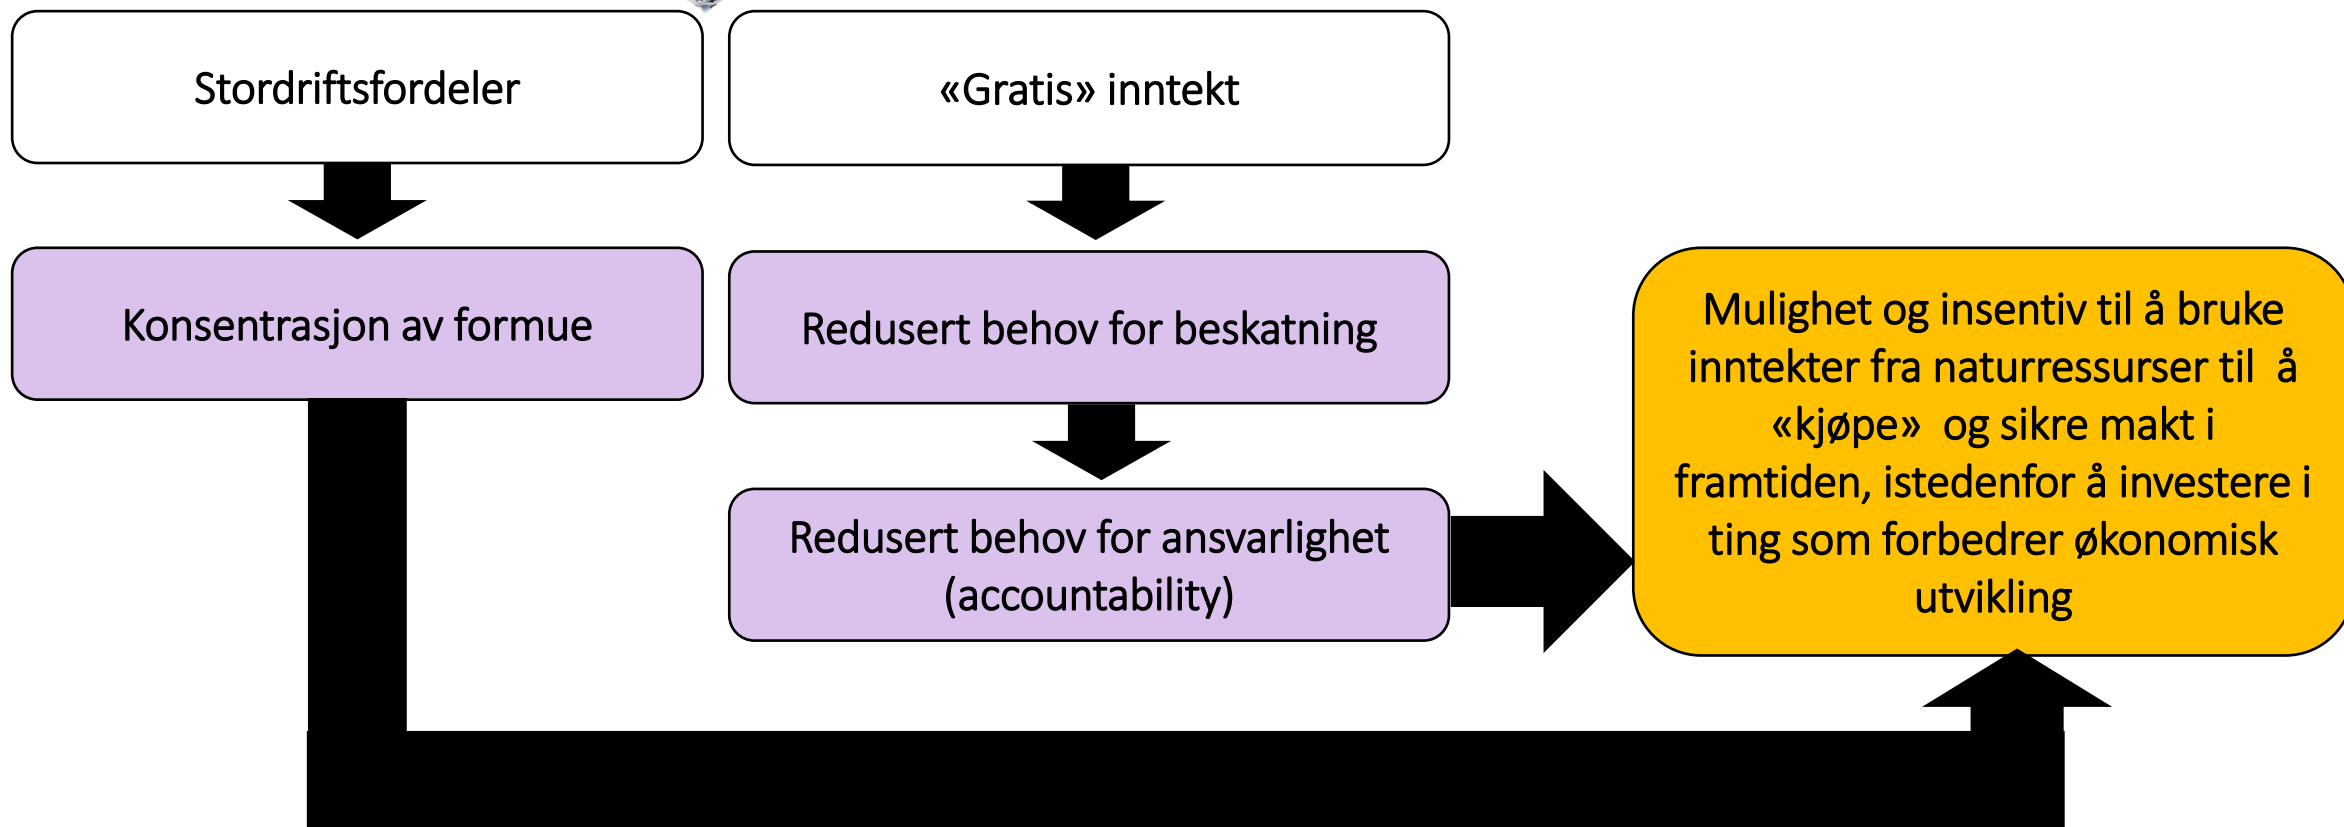 Stordriftsfordeler
«Gratis» inntekt
Konsentrasjon av formue
Redusert behov for beskatning
Redusert behov for ansvarlighet
(accountability)
Mulighet og insentiv til å bruke
inntekter fra naturressurser til å
«kjøpe» og sikre makt i
framtiden, istedenfor å investere i
ting som forbedrer økonomisk
utvikling